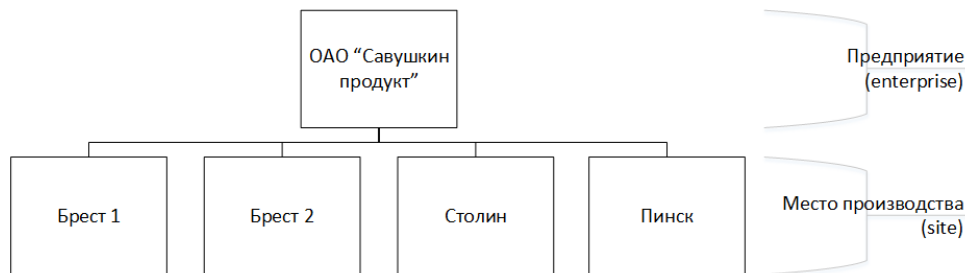 ОАО “Савушкин
продукт”
Предприятие
(enterprise)
Брест 1
Брест 2
Столин
Пинск
Место производства
(site)